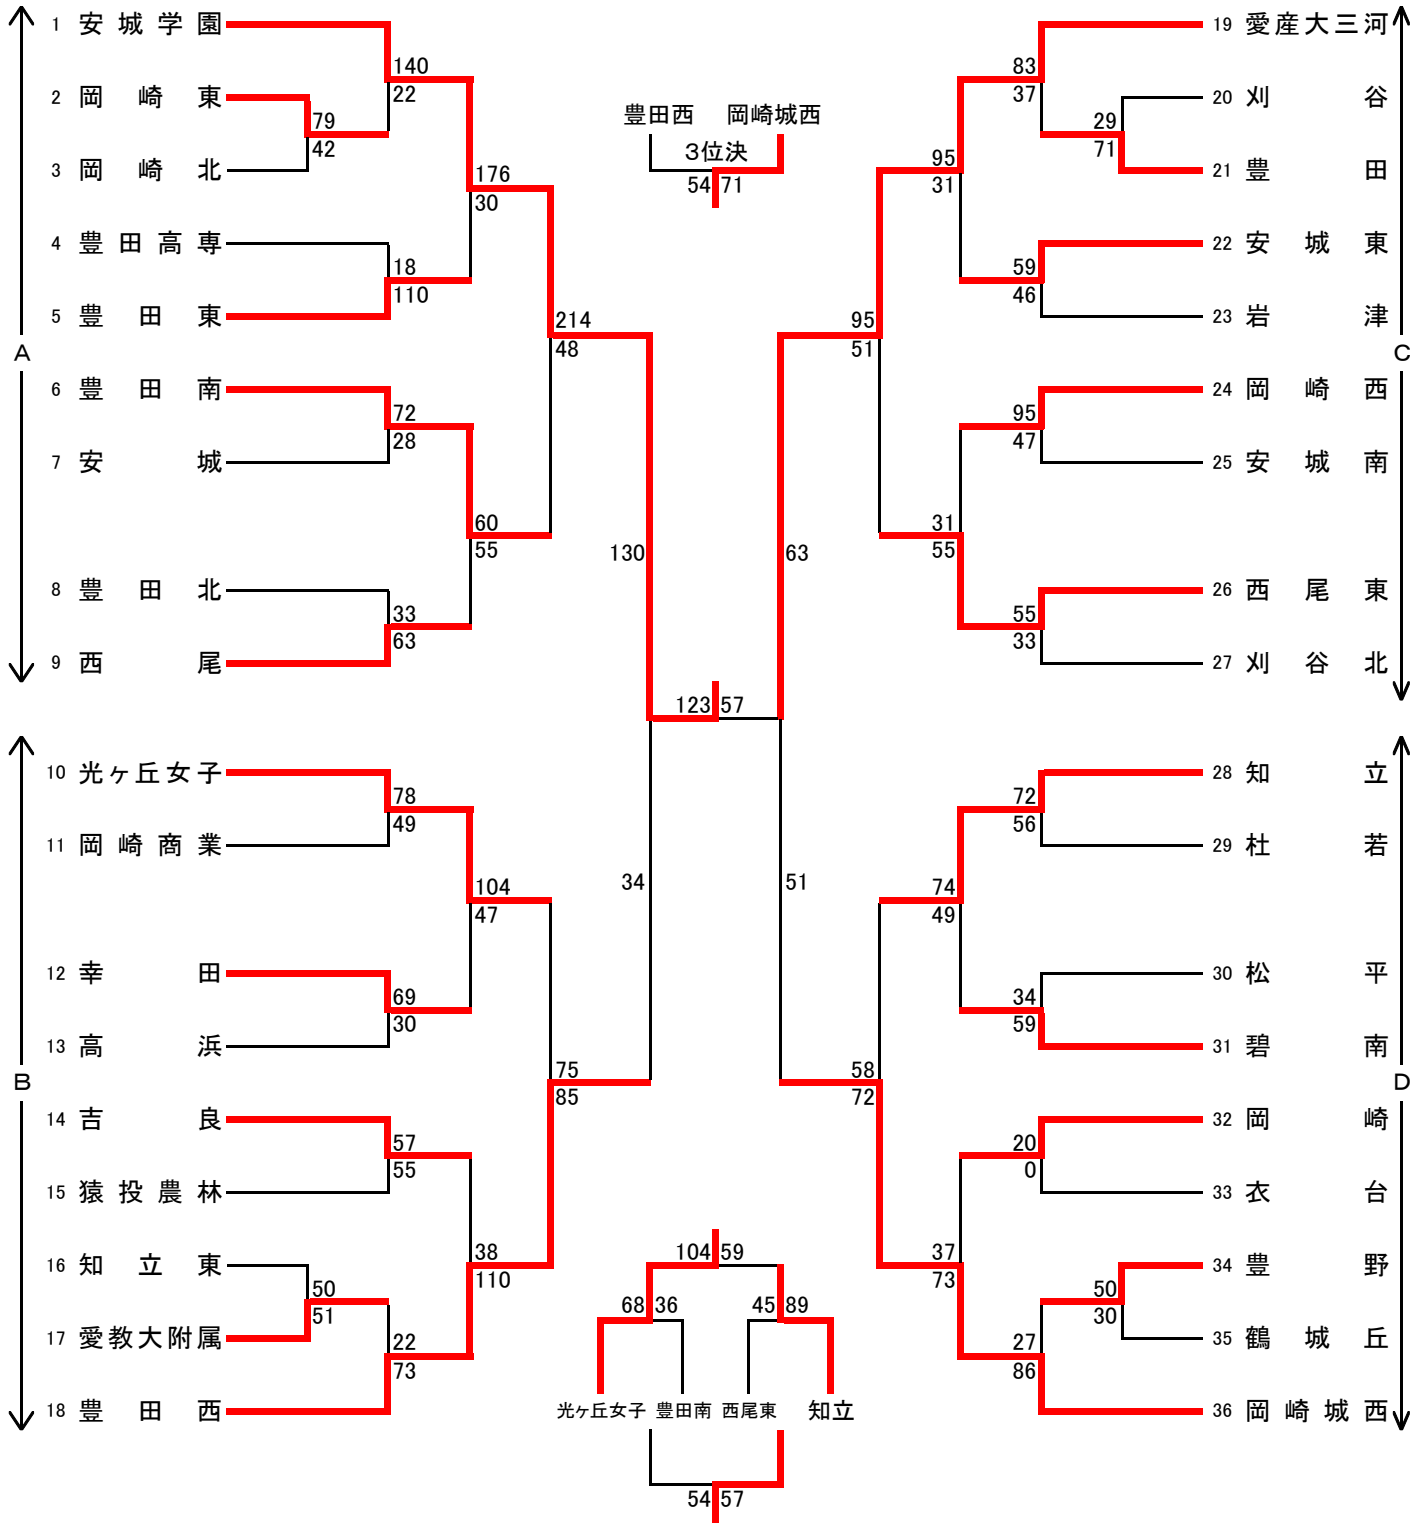 1 安城学園
2 岡崎東
3 岡崎北
4 豊田高専
5 豊田東
6 豊田南
7 安城
8 豊田北
9 西尾
A
140
22
79
42
176
30
18
110
214
48
72
28
60
55
33
63
130
10 光ヶ丘女子
11 岡崎商業
12 幸田
13 高浜
14 吉良
15 猿投農林
16 知立東
17 愛教大附属
18 豊田西
B
78
49
104
47
69
30
75
85
57
55
38
110
50
51
22
73
34
豊田西 岡崎城西
3位決
54 71
123 57
19 愛産大三河
20 刈谷
21 豊田
22 安城東
23 岩津
24 岡崎西
25 安城南
26 西尾東
27 刈谷北
C
83
37
29
71
95
31
59
46
95
51
95
47
31
55
55
33
63
28 知立
29 杜若
30 松平
31 碧南
32 岡崎
33 衣台
34 豊野
35 鶴城丘
36 岡崎城西
D
72
56
74
49
34
59
58
72
20
0
37
73
50
30
27
86
51
104 59
68 36 45 89
光ヶ丘女子 豊田南 西尾東 知立
54 57